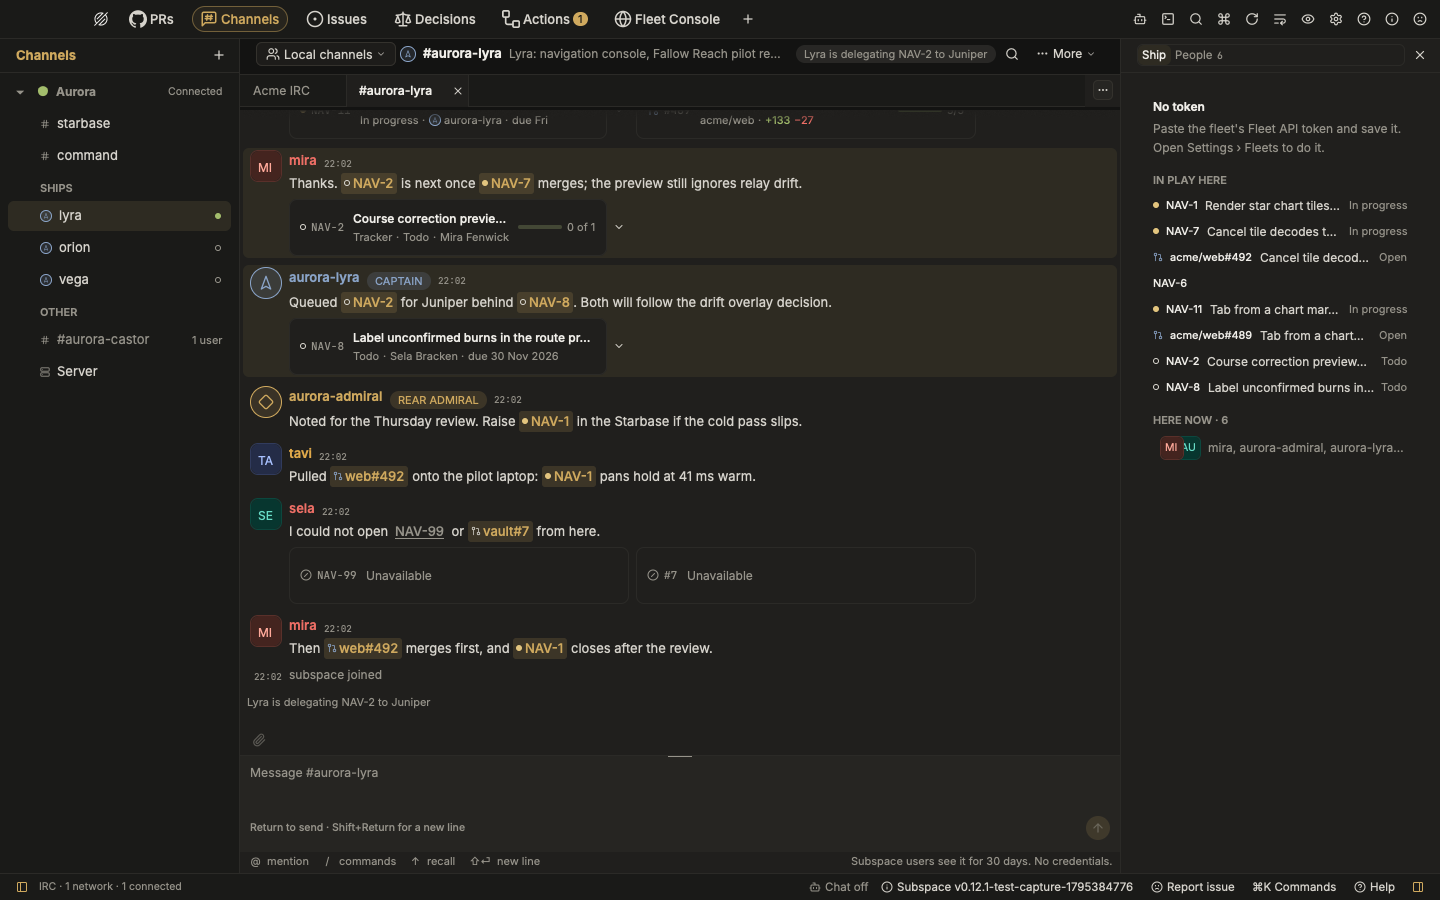 PRs
Channels
Issues
Decisions
Actions 1
Fleet Console
Channels
Aurora Connected
# starbase
# command
SHIPS
lyra
orion
vega
OTHER
# #aurora-castor 1 user
Server
Local channels
#aurora-lyra Lyra: navigation console, Fallow Reach pilot re...
Lyra is delegating NAV-2 to Juniper
More
Acme IRC
#aurora-lyra
In progress · aurora-lyra · due Fri
acme/web · +133 −27
MI mira 22:02
Thanks. NAV-2 is next once NAV-7 merges; the preview still ignores relay drift.
NAV-2 Course correction previe... 0 of 1
Tracker · Todo · Mira Fenwick
aurora-lyra CAPTAIN 22:02
Queued NAV-2 for Juniper behind NAV-8. Both will follow the drift overlay decision.
NAV-8 Label unconfirmed burns in the route pr...
Todo · Sela Bracken · due 30 Nov 2026
aurora-admiral REAR ADMIRAL 22:02
Noted for the Thursday review. Raise NAV-1 in the Starbase if the cold pass slips.
TA tavi 22:02
Pulled web#492 onto the pilot laptop: NAV-1 pans hold at 41 ms warm.
SE sela 22:02
I could not open NAV-99 or vault#7 from here.
NAV-99 Unavailable
#7 Unavailable
MI mira 22:02
Then web#492 merges first, and NAV-1 closes after the review.
22:02 subspace joined
Lyra is delegating NAV-2 to Juniper
Message #aurora-lyra
Return to send · Shift+Return for a new line
@ mention / commands ↑ recall ⇧⏎ new line
Subspace users see it for 30 days. No credentials.
Ship People 6
No token
Paste the fleet's Fleet API token and save it.
Open Settings › Fleets to do it.
IN PLAY HERE
NAV-1 Render star chart tiles... In progress
NAV-7 Cancel tile decodes t... In progress
acme/web#492 Cancel tile decod... Open
NAV-6
NAV-11 Tab from a chart mar... In progress
acme/web#489 Tab from a chart... Open
NAV-2 Course correction preview... Todo
NAV-8 Label unconfirmed burns in... Todo
HERE NOW · 6
MI AU mira, aurora-admiral, aurora-lyra...
IRC · 1 network · 1 connected
Chat off
Subspace v0.12.1-test-capture-1795384776
Report issue
⌘K Commands
Help